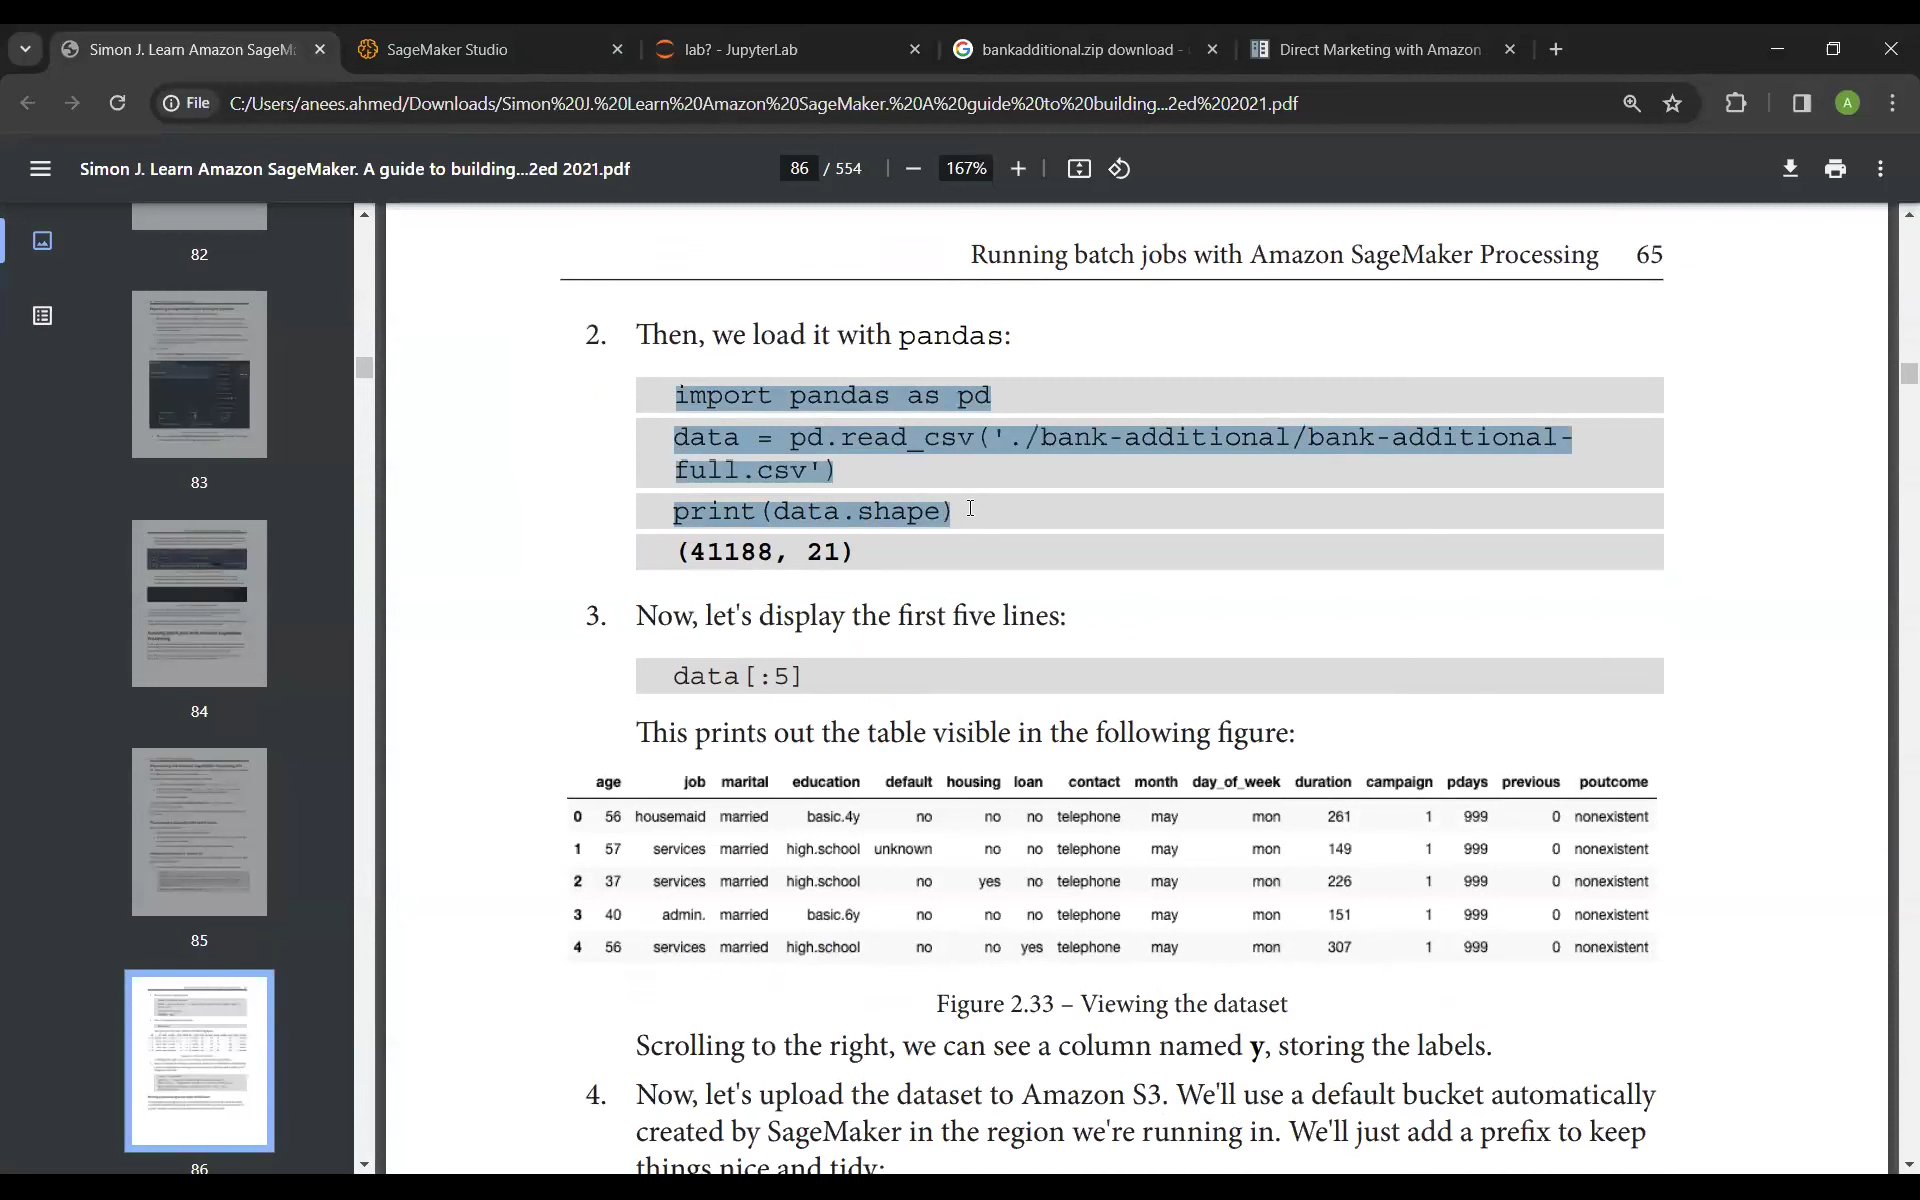 Simon J. Learn Amazon SageM
SageMaker Studio
lab? - JupyterLab
bankadditional.zip download -
Direct Marketing with Amazon
File
C:/Users/anees.ahmed/Downloads/Simon%20J.%20Learn%20Amazon%20SageMaker.%20A%20guide%20to%20building...2ed%202021.pdf
A
Simon J. Learn Amazon SageMaker. A guide to building...2ed 2021.pdf
86 / 554
167%
82
83
84
85
86
Running batch jobs with Amazon SageMaker Processing 65
2. Then, we load it with pandas:
import pandas as pd
data = pd.read_csv('./bank-additional/bank-additional-
full.csv')
print(data.shape)
(41188, 21)
3. Now, let's display the first five lines:
data[:5]
This prints out the table visible in the following figure:
age job marital education default housing loan contact month day_of_week duration campaign pdays previous poutcome
0 56 housemaid married basic.4y no no no telephone may mon 261 1 999 0 nonexistent
1 57 services married high.school unknown no no telephone may mon 149 1 999 0 nonexistent
2 37 services married high.school no yes no telephone may mon 226 1 999 0 nonexistent
3 40 admin. married basic.6y no no no telephone may mon 151 1 999 0 nonexistent
4 56 services married high.school no no yes telephone may mon 307 1 999 0 nonexistent
Figure 2.33 – Viewing the dataset
Scrolling to the right, we can see a column named y, storing the labels.
4. Now, let's upload the dataset to Amazon S3. We'll use a default bucket automatically
created by SageMaker in the region we're running in. We'll just add a prefix to keep
things nice and tidy: